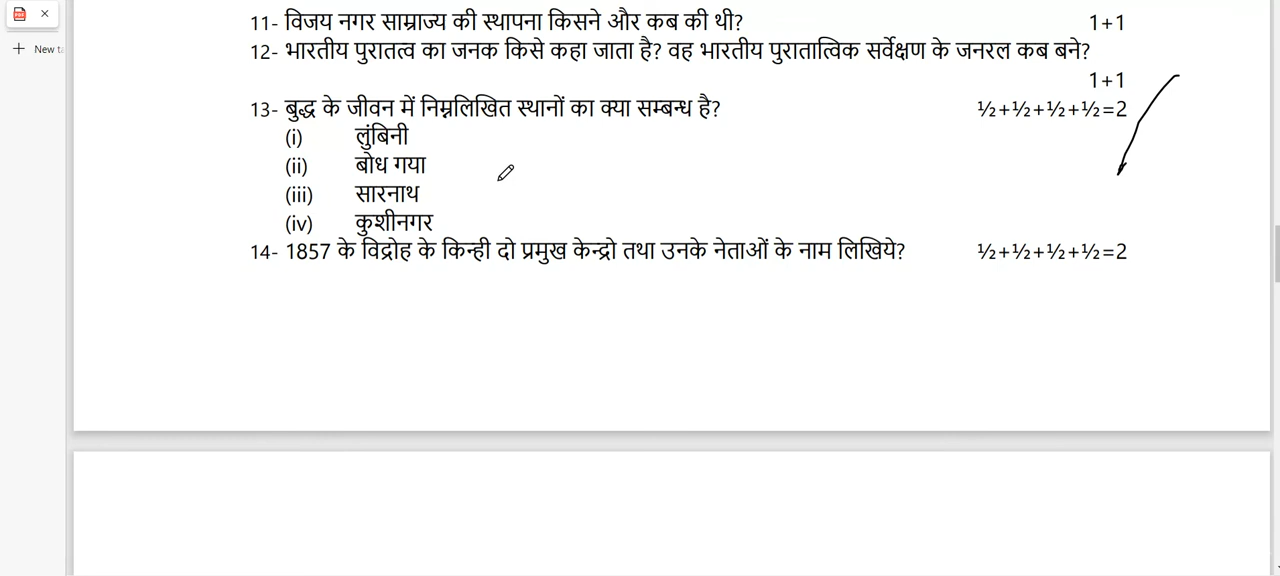 11- विजय नगर साम्राज्य की स्थापना किसने और कब की थी? 1+1
New ta
12- भारतीय पुरातत्व का जनक किसे कहा जाता है? वह भारतीय पुरातात्विक सर्वेक्षण के जनरल कब बने?
1+1
13- बुद्ध के जीवन में निम्नलिखित स्थानों का क्या सम्बन्ध है? ½+½+½+½=2
(i) लुंबिनी
(ii) बोध गया
(iii) सारनाथ
(iv) कुशीनगर
14- 1857 के विद्रोह के किन्ही दो प्रमुख केन्द्रो तथा उनके नेताओं के नाम लिखिये? ½+½+½+½=2